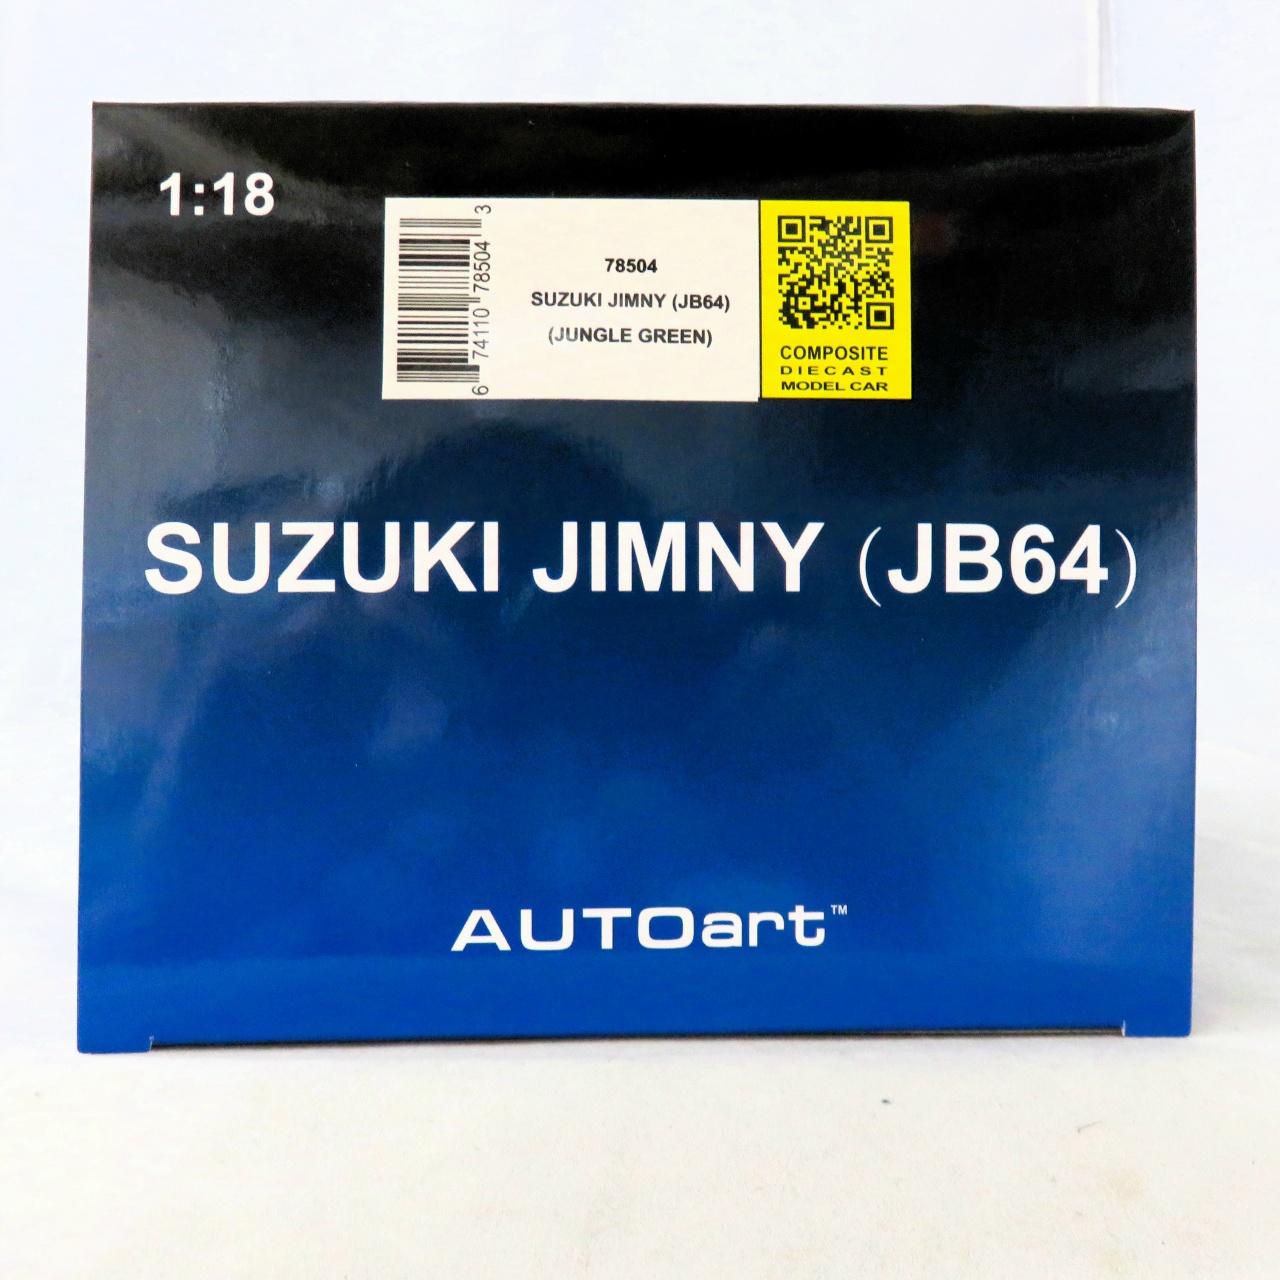 1:18
6 74110 78504 3
78504
SUZUKI JIMNY (JB64)
(JUNGLE GREEN)
COMPOSITE
DIECAST
MODEL CAR
SUZUKI JIMNY (JB64)
AUTOart™